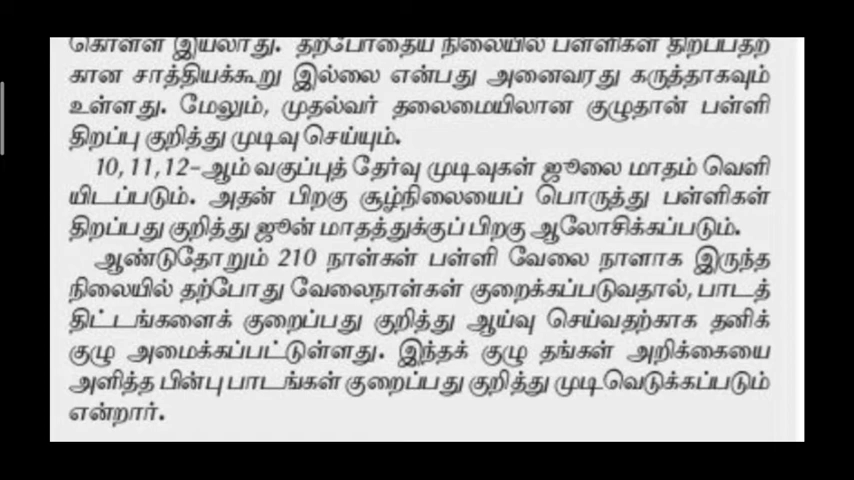 கொள்ள இயலாது. தற்போதைய நிலையில் பள்ளிகள் திறப்பதற்
கான சாத்தியக்கூறு இல்லை என்பது அனைவரது கருத்தாகவும்
உள்ளது. மேலும், முதல்வர் தலைமையிலான குழுதான் பள்ளி
திறப்பு குறித்து முடிவு செய்யும்.
10, 11, 12-ஆம் வகுப்புத் தேர்வு முடிவுகள் ஜூலை மாதம் வெளி
யிடப்படும். அதன் பிறகு சூழ்நிலையைப் பொருத்து பள்ளிகள்
திறப்பது குறித்து ஜூன் மாதத்துக்குப் பிறகு ஆலோசிக்கப்படும்.
ஆண்டுதோறும் 210 நாள்கள் பள்ளி வேலை நாளாக இருந்த
நிலையில் தற்போது வேலைநாள்கள் குறைக்கப்படுவதால், பாடத்
திட்டங்களைக் குறைப்பது குறித்து ஆய்வு செய்வதற்காக தனிக்
குழு அமைக்கப்பட்டுள்ளது. இந்தக் குழு தங்கள் அறிக்கையை
அளித்த பின்பு பாடங்கள் குறைப்பது குறித்து முடிவெடுக்கப்படும்
என்றார்.